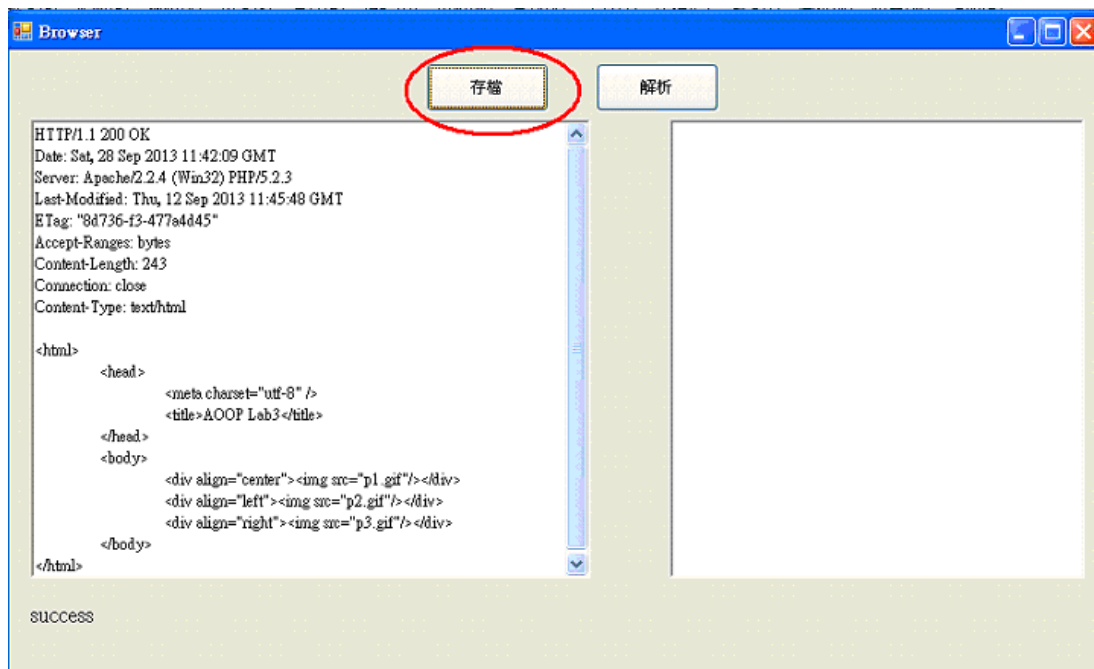 Browser
存檔
解析
HTTP/1.1 200 OK
Date: Sat, 28 Sep 2013 11:42:09 GMT
Server: Apache/2.2.4 (Win32) PHP/5.2.3
Last-Modified: Thu, 12 Sep 2013 11:45:48 GMT
ETag: "8d736-f3-477a4d45"
Accept-Ranges: bytes
Content-Length: 243
Connection: close
Content-Type: text/html
<html>
<head>
<meta charset="utf-8" />
<title>AOOP Lab3</title>
</head>
<body>
<div align="center"><img src="p1.gif"/></div>
<div align="left"><img src="p2.gif"/></div>
<div align="right"><img src="p3.gif"/></div>
</body>
</html>
success